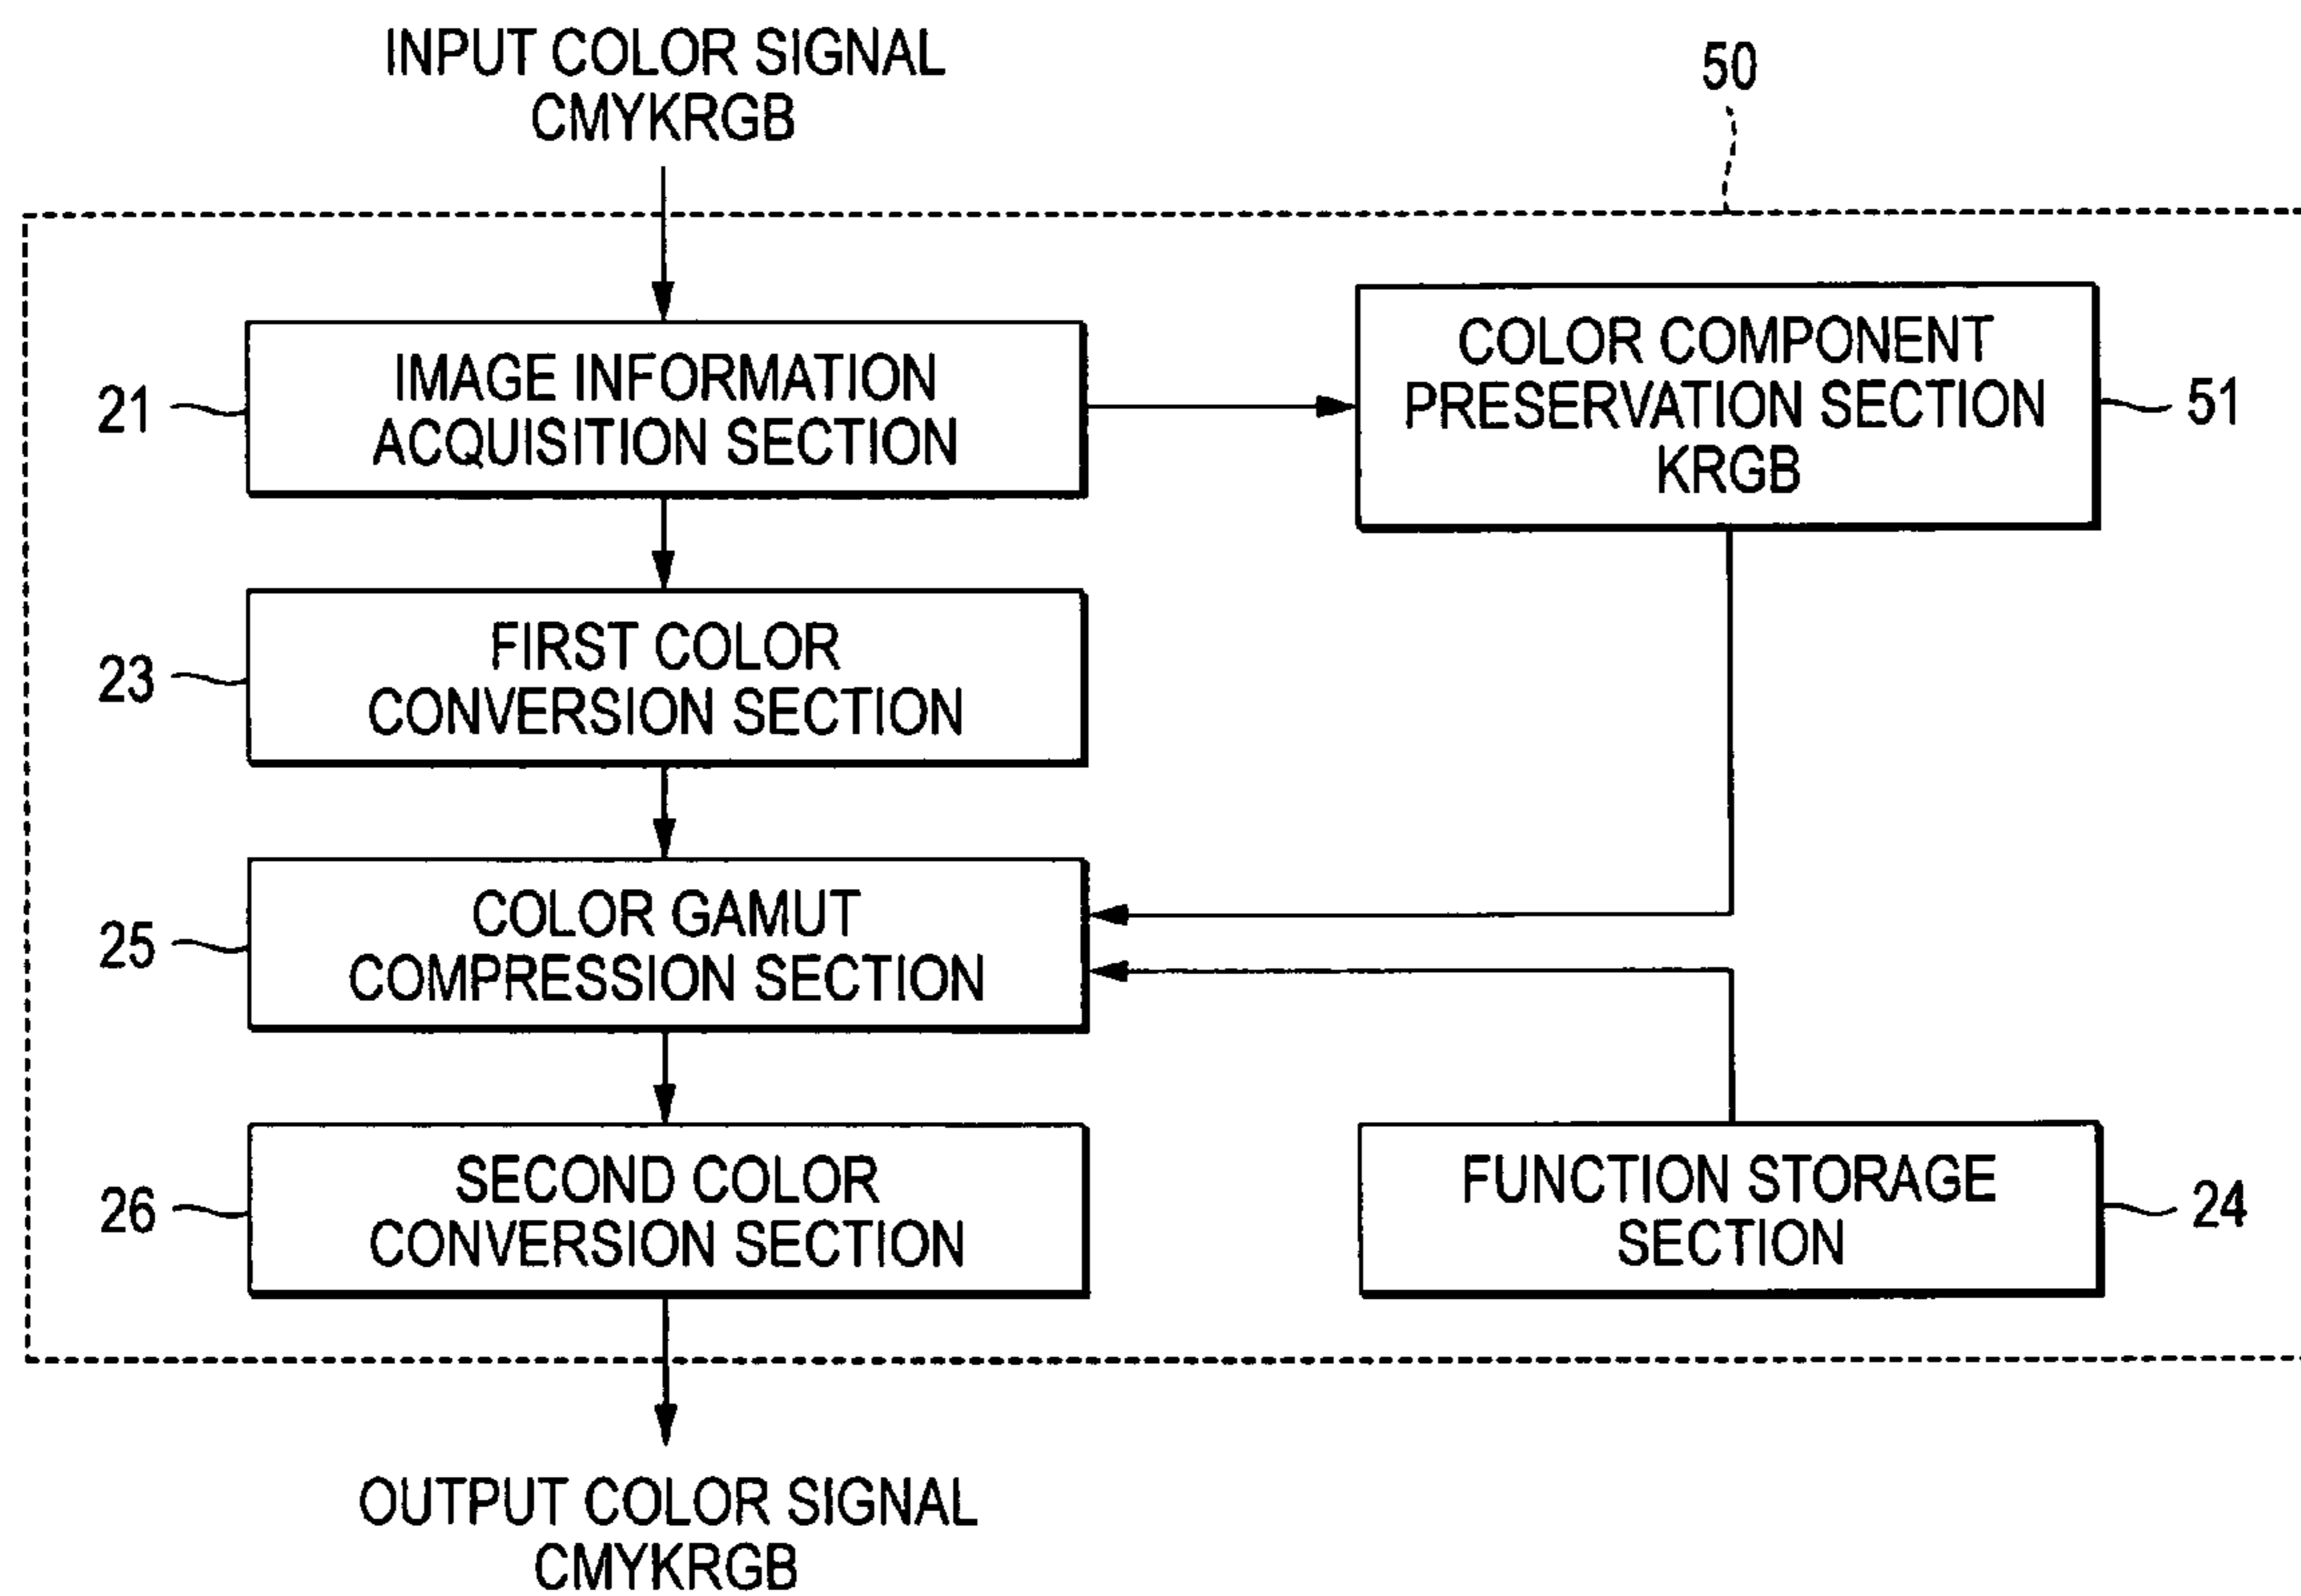 INPUT COLOR SIGNAL
CMYKRGB
50
21
IMAGE INFORMATION
ACQUISITION SECTION
COLOR COMPONENT
PRESERVATION SECTION
KRGB
51
23
FIRST COLOR
CONVERSION SECTION
25
COLOR GAMUT
COMPRESSION SECTION
26
SECOND COLOR
CONVERSION SECTION
FUNCTION STORAGE
SECTION
24
OUTPUT COLOR SIGNAL
CMYKRGB